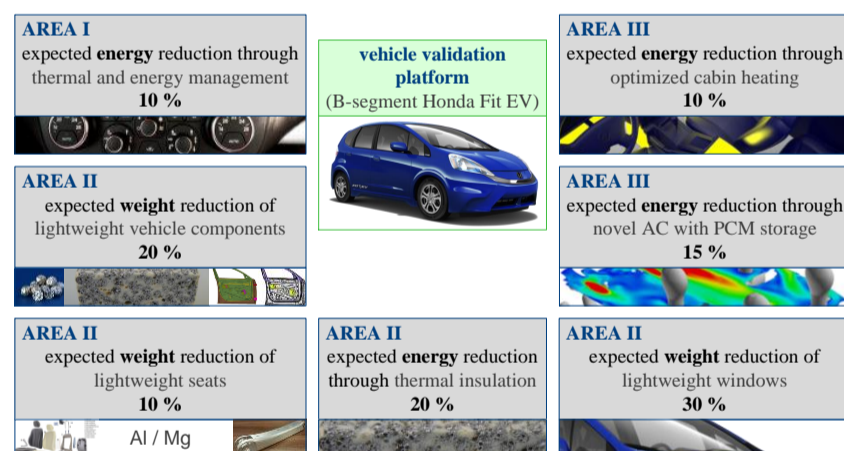 AREA I
expected energy reduction through
thermal and energy management
10 %
vehicle validation
platform
(B-segment Honda Fit EV)
AREA III
expected energy reduction through
optimized cabin heating
10 %
AREA II
expected weight reduction of
lightweight vehicle components
20 %
AREA III
expected energy reduction through
novel AC with PCM storage
15 %
AREA II
expected weight reduction of
lightweight seats
10 %
Al / Mg
AREA II
expected energy reduction
through thermal insulation
20 %
AREA II
expected weight reduction of
lightweight windows
30 %